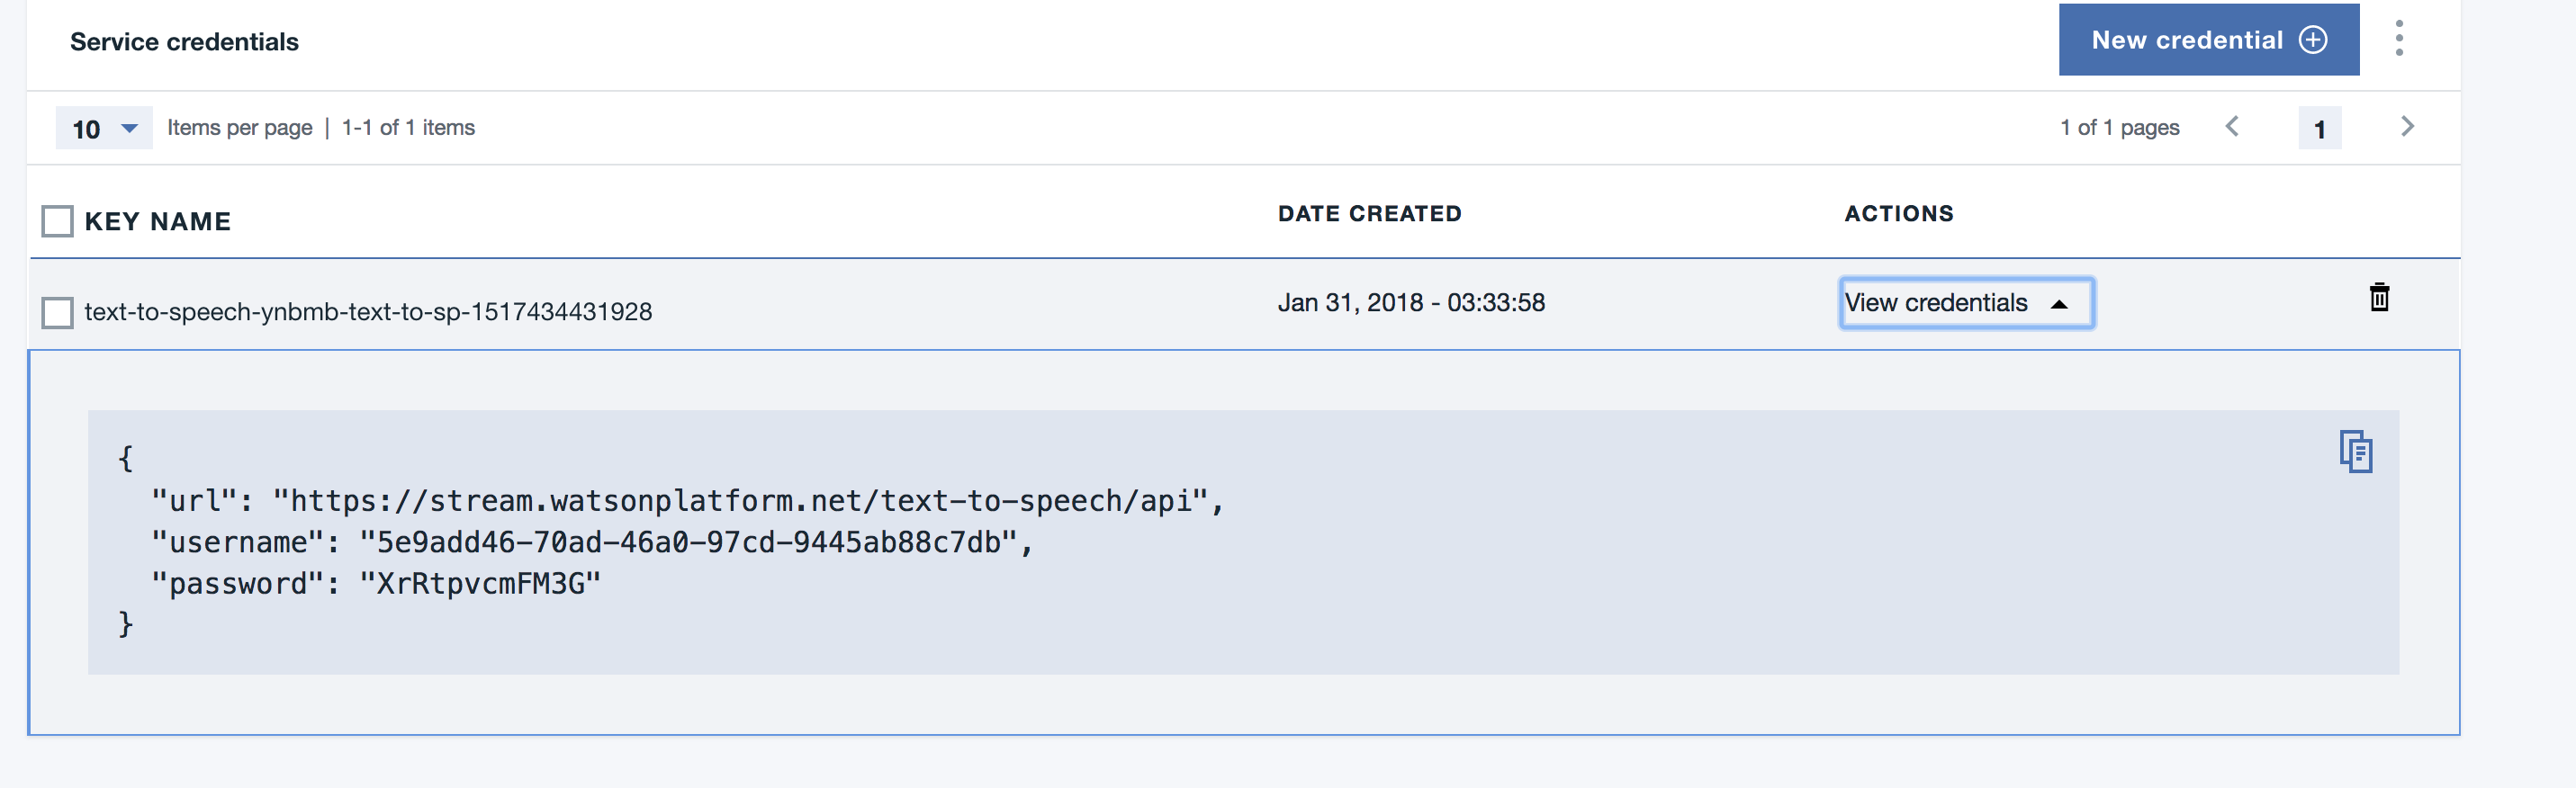 Service credentials
New credential
10 Items per page | 1-1 of 1 items
1 of 1 pages 1
KEY NAME DATE CREATED ACTIONS
text-to-speech-ynbmb-text-to-sp-1517434431928 Jan 31, 2018 - 03:33:58 View credentials
{
"url": "https://stream.watsonplatform.net/text-to-speech/api",
"username": "5e9add46-70ad-46a0-97cd-9445ab88c7db",
"password": "XrRtpvcmFM3G"
}